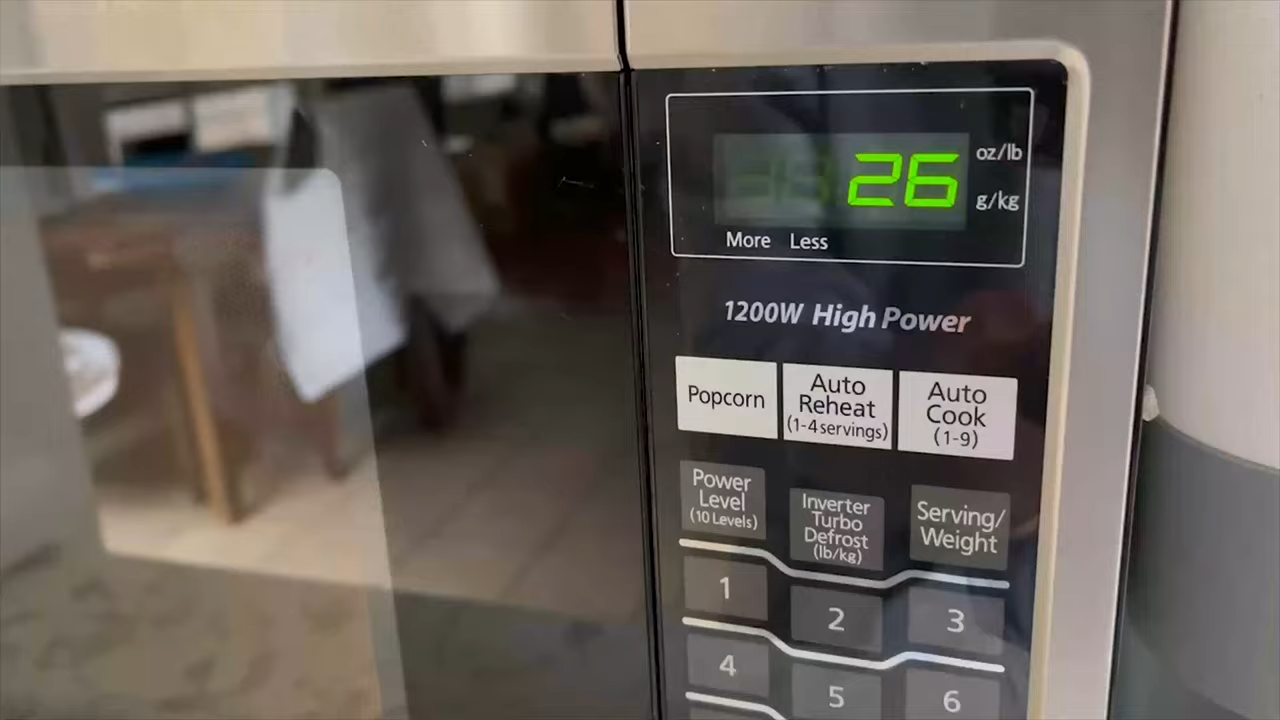 26
oz/lb
g/kg
More Less
1200W High Power
Popcorn
Auto
Reheat
(1-4 servings)
Auto
Cook
(1-9)
Power
Level
(10 Levels)
Inverter
Turbo
Defrost
(lb/kg)
Serving/
Weight
1
2
3
4
5
6